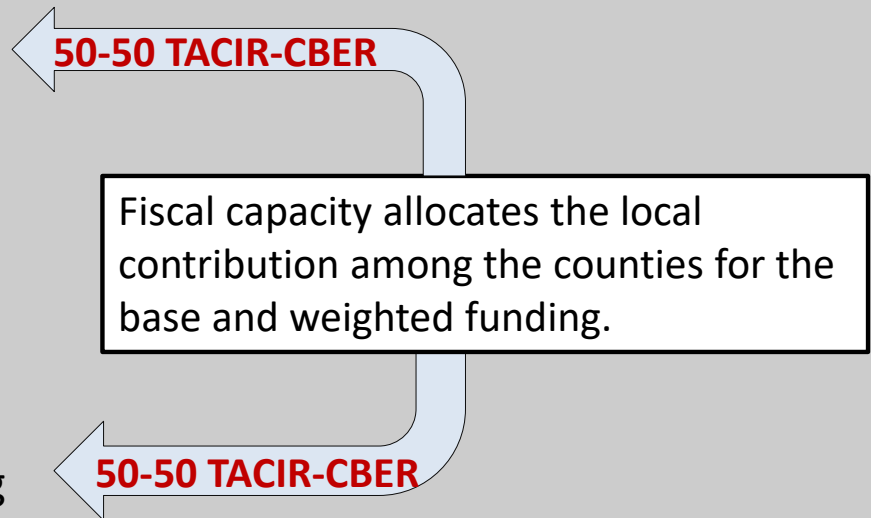 50-50 TACIR-CBER
Fiscal capacity allocates the local
contribution among the counties for the
base and weighted funding.
50-50 TACIR-CBER